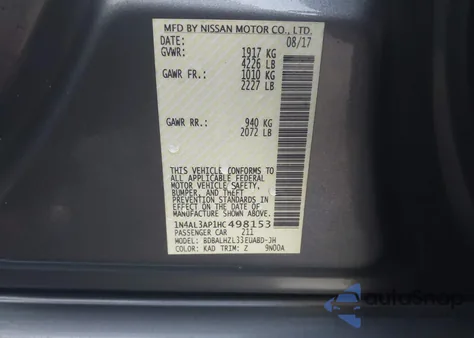 MFD BY NISSAN MOTOR CO., LTD.
DATE: 08/17
GVWR: 1917 KG
4226 LB
GAWR FR.: 1010 KG
2227 LB
GAWR RR.: 940 KG
2072 LB
THIS VEHICLE CONFORMS TO
ALL APPLICABLE FEDERAL
MOTOR VEHICLE SAFETY,
BUMPER, AND THEFT
PREVENTION STANDARDS IN
EFFECT ON THE DATE OF
MANUFACTURE SHOWN ABOVE.
1N4AL3AP1HC498153
PASSENGER CAR 211
MODEL: BDBALHZL33EUABD-JH
COLOR: KAD TRIM: Z 9N00A
AutoSnap